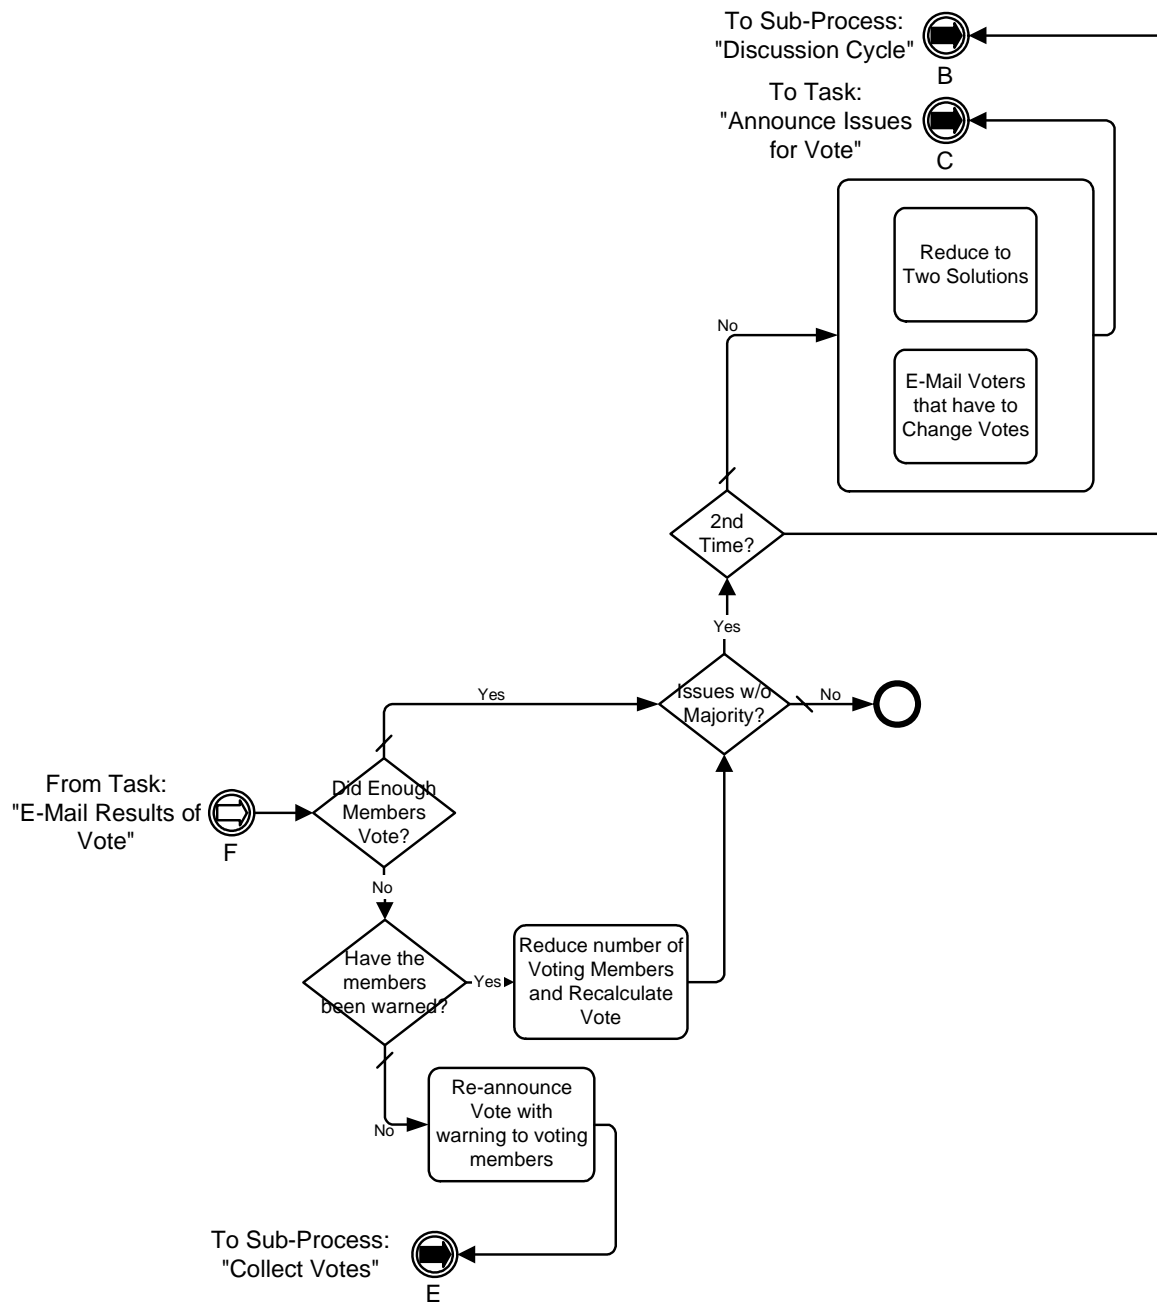 To Sub-Process:
"Discussion Cycle"
B
To Task:
"Announce Issues
for Vote"
C
Reduce to
Two Solutions
No
E-Mail Voters
that have to
Change Votes
2nd
Time?
Yes
Issues w/o
Majority?
No
Yes
From Task:
"E-Mail Results of
Vote"
F
Did Enough
Members
Vote?
No
Have the
members
been warned?
Yes
Reduce number of
Voting Members
and Recalculate
Vote
No
Re-announce
Vote with
warning to voting
members
To Sub-Process:
"Collect Votes"
E